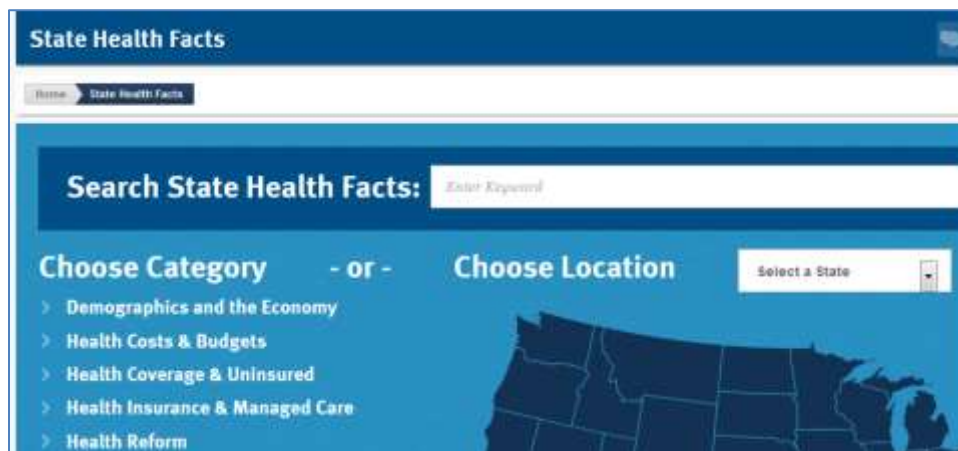 State Health Facts
Home State Health Facts
Search State Health Facts: Enter Keyword
Choose Category - or - Choose Location Select a State
Demographics and the Economy
Health Costs & Budgets
Health Coverage & Uninsured
Health Insurance & Managed Care
Health Reform